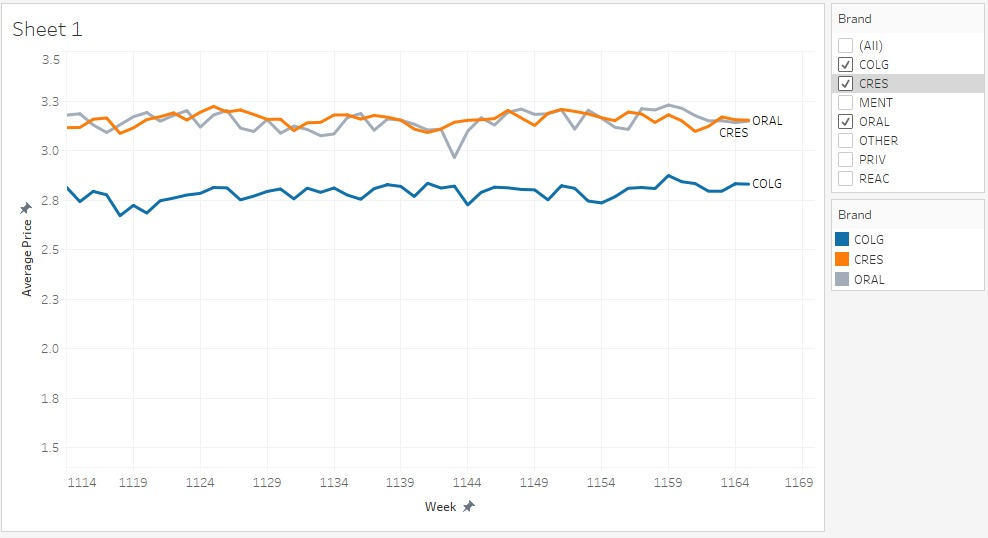 Sheet 1
3.5
3.3
3.0
2.8
2.5
2.3
2.0
1.8
1.5
Average Price
ORAL
CRES
COLG
1114 1119 1124 1129 1134 1139 1144 1149 1154 1159 1164 1169
Week
Brand
(All)
COLG
CRES
MENT
ORAL
OTHER
PRIV
REAC
Brand
COLG
CRES
ORAL